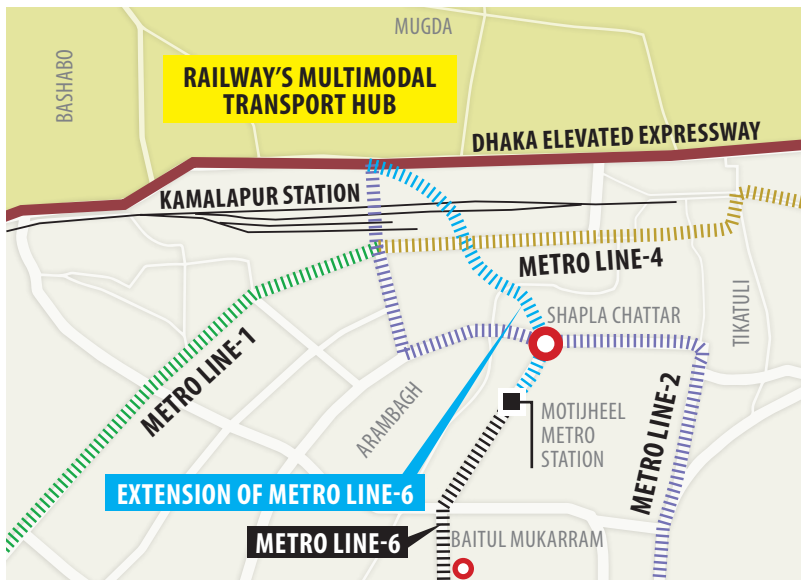 MUGDA
BASHABO
RAILWAY'S MULTIMODAL
TRANSPORT HUB
DHAKA ELEVATED EXPRESSWAY
KAMALAPUR STATION
METRO LINE-4
SHAPLA CHATTAR
TIKATULI
METRO LINE-1
ARAMBAGH
MOTIJHEEL
METRO
STATION
METRO LINE-2
EXTENSION OF METRO LINE-6
METRO LINE-6
BAITUL MUKARRAM